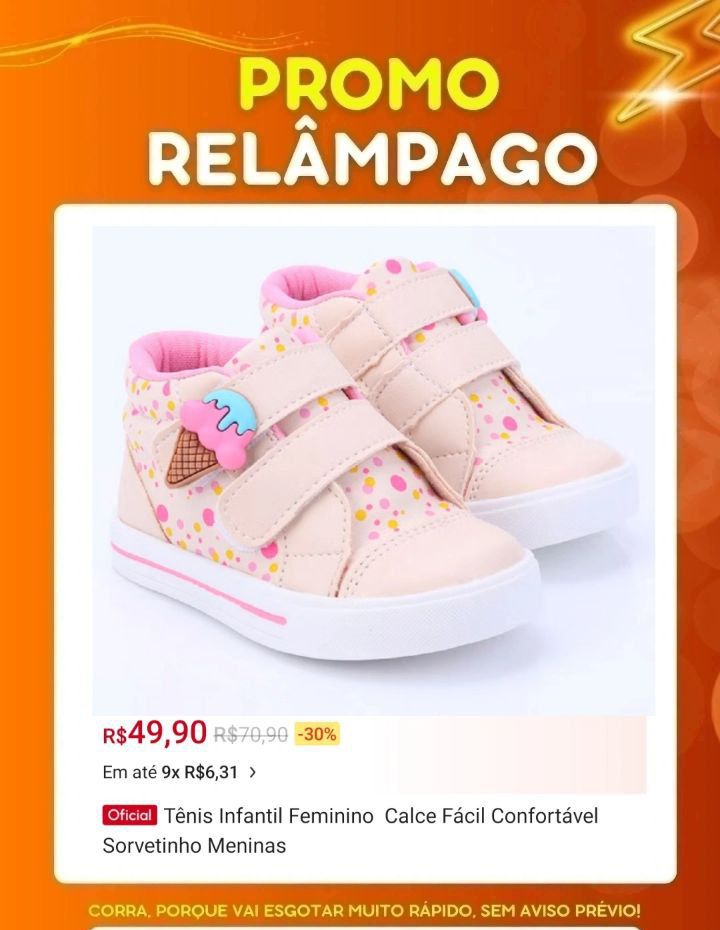 PROMO
RELÂMPAGO
R$49,90 R$70,90 -30%
Em até 9x R$6,31 >
Oficial Tênis Infantil Feminino Calce Fácil Confortável
Sorvetinho Meninas
CORRA, PORQUE VAI ESGOTAR MUITO RÁPIDO, SEM AVISO PRÉVIO!